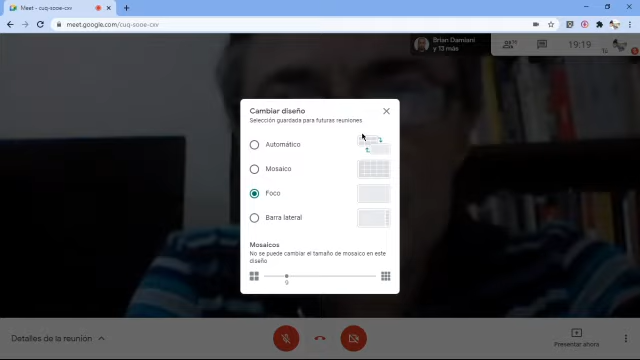 Meet - cuq-sooe-cxv
meet.google.com/cuq-sooe-cxv
Brian Damiani
y 13 más
19:19
Cambiar diseño
Selección guardada para futuras reuniones
Automático
Mosaico
Foco
Barra lateral
Mosaicos
No se puede cambiar el tamaño de mosaico en este
diseño
9
Detalles de la reunión
Presentar ahora